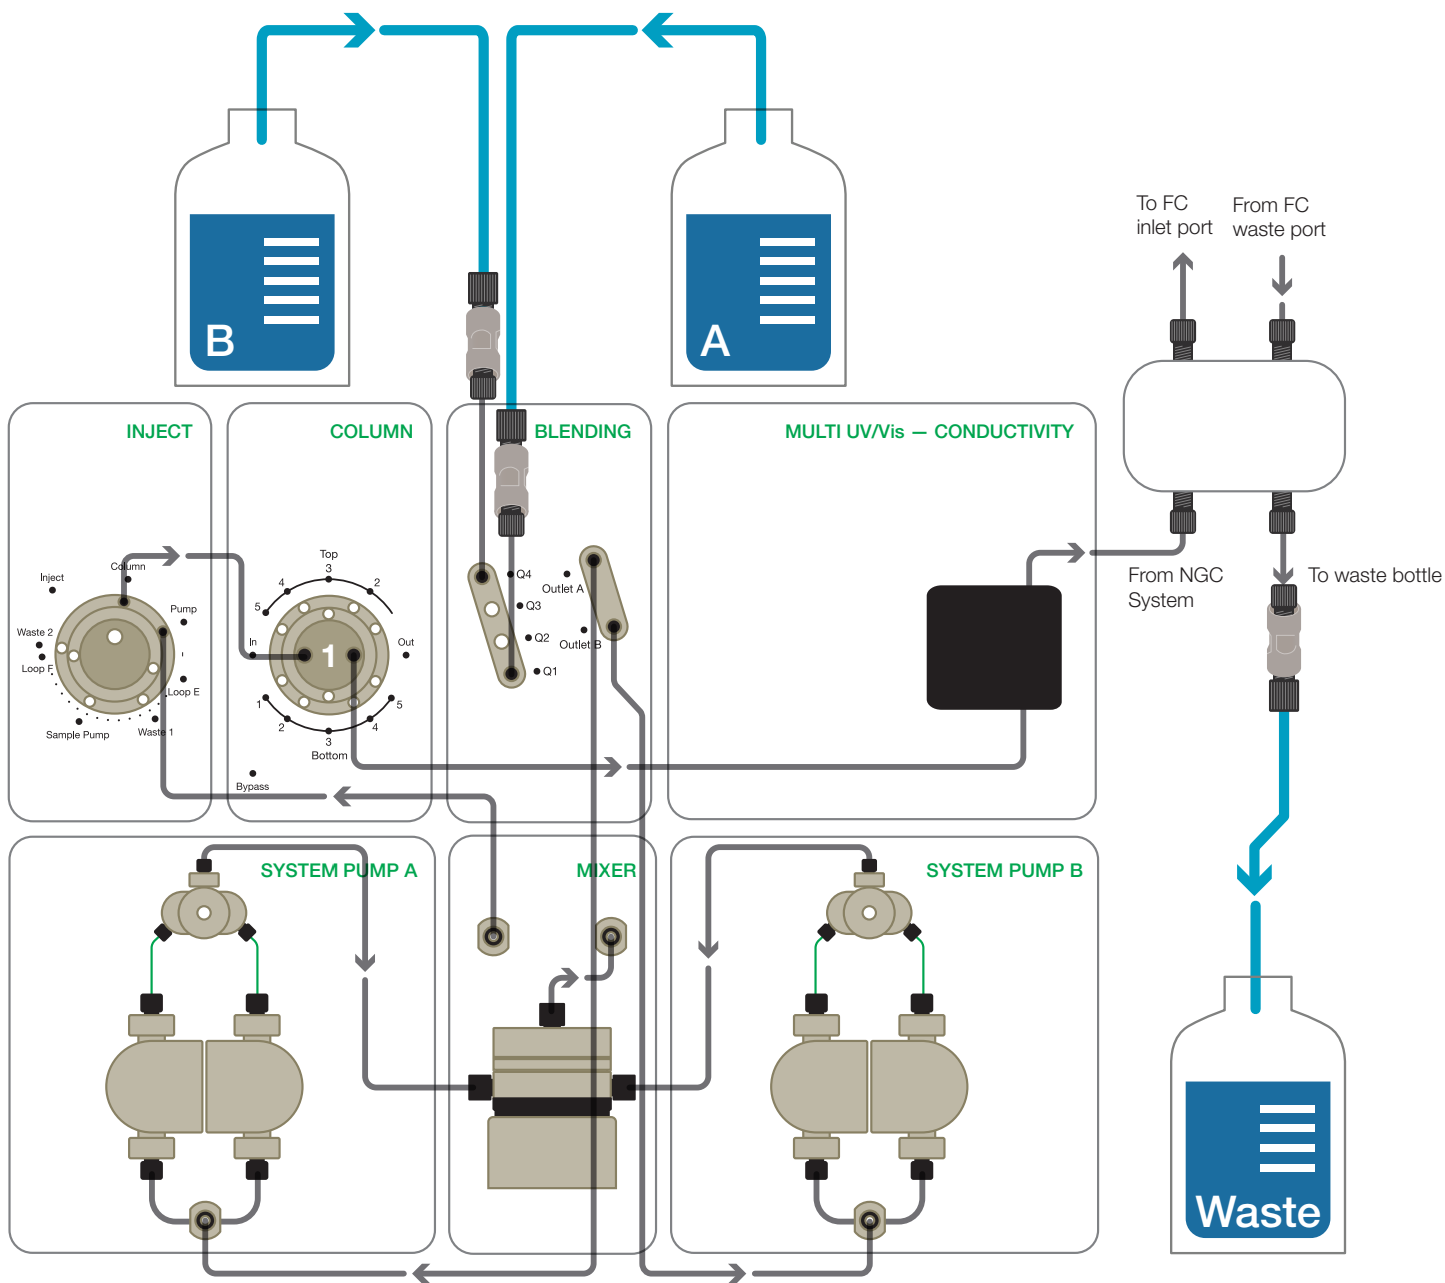 To FC
inlet port
From FC
waste port
B
A
INJECT
COLUMN
BLENDING
MULTI UV/Vis — CONDUCTIVITY
Inject
Column
Pump
Waste 2
Loop F
Loop E
Sample Pump
Waste 1
Top
3
4
2
5
In
Out
1
1
5
2
4
3
Bottom
Bypass
Q4
Q3
Q2
Q1
Outlet A
Outlet B
From NGC
System
To waste bottle
SYSTEM PUMP A
MIXER
SYSTEM PUMP B
Waste